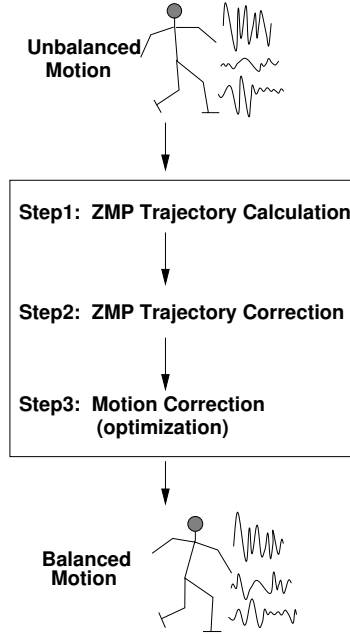 Unbalanced
Motion
Step1: ZMP Trajectory Calculation
Step2: ZMP Trajectory Correction
Step3: Motion Correction
(optimization)
Balanced
Motion